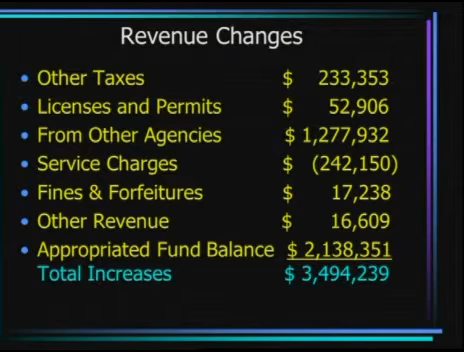 Revenue Changes
• Other Taxes $ 233,353
• Licenses and Permits $ 52,906
• From Other Agencies $ 1,277,932
• Service Charges $ (242,150)
• Fines & Forfeitures $ 17,238
• Other Revenue $ 16,609
• Appropriated Fund Balance $ 2,138,351
Total Increases $ 3,494,239